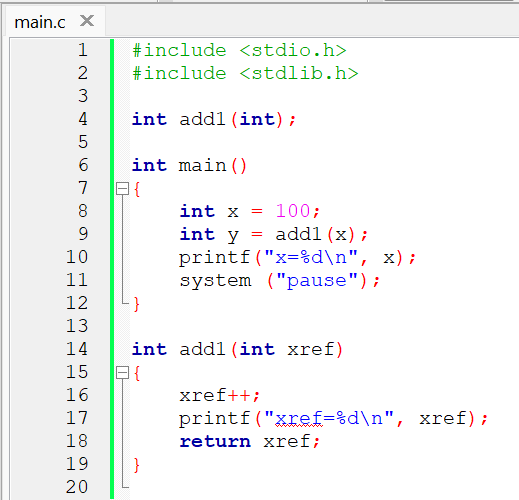 main.c ✕
1 #include <stdio.h>
2 #include <stdlib.h>
3
4 int add1(int);
5
6 int main()
7 {
8 int x = 100;
9 int y = add1(x);
10 printf("x=%d\n", x);
11 system ("pause");
12 }
13
14 int add1(int xref)
15 {
16 xref++;
17 printf("xref=%d\n", xref);
18 return xref;
19 }
20